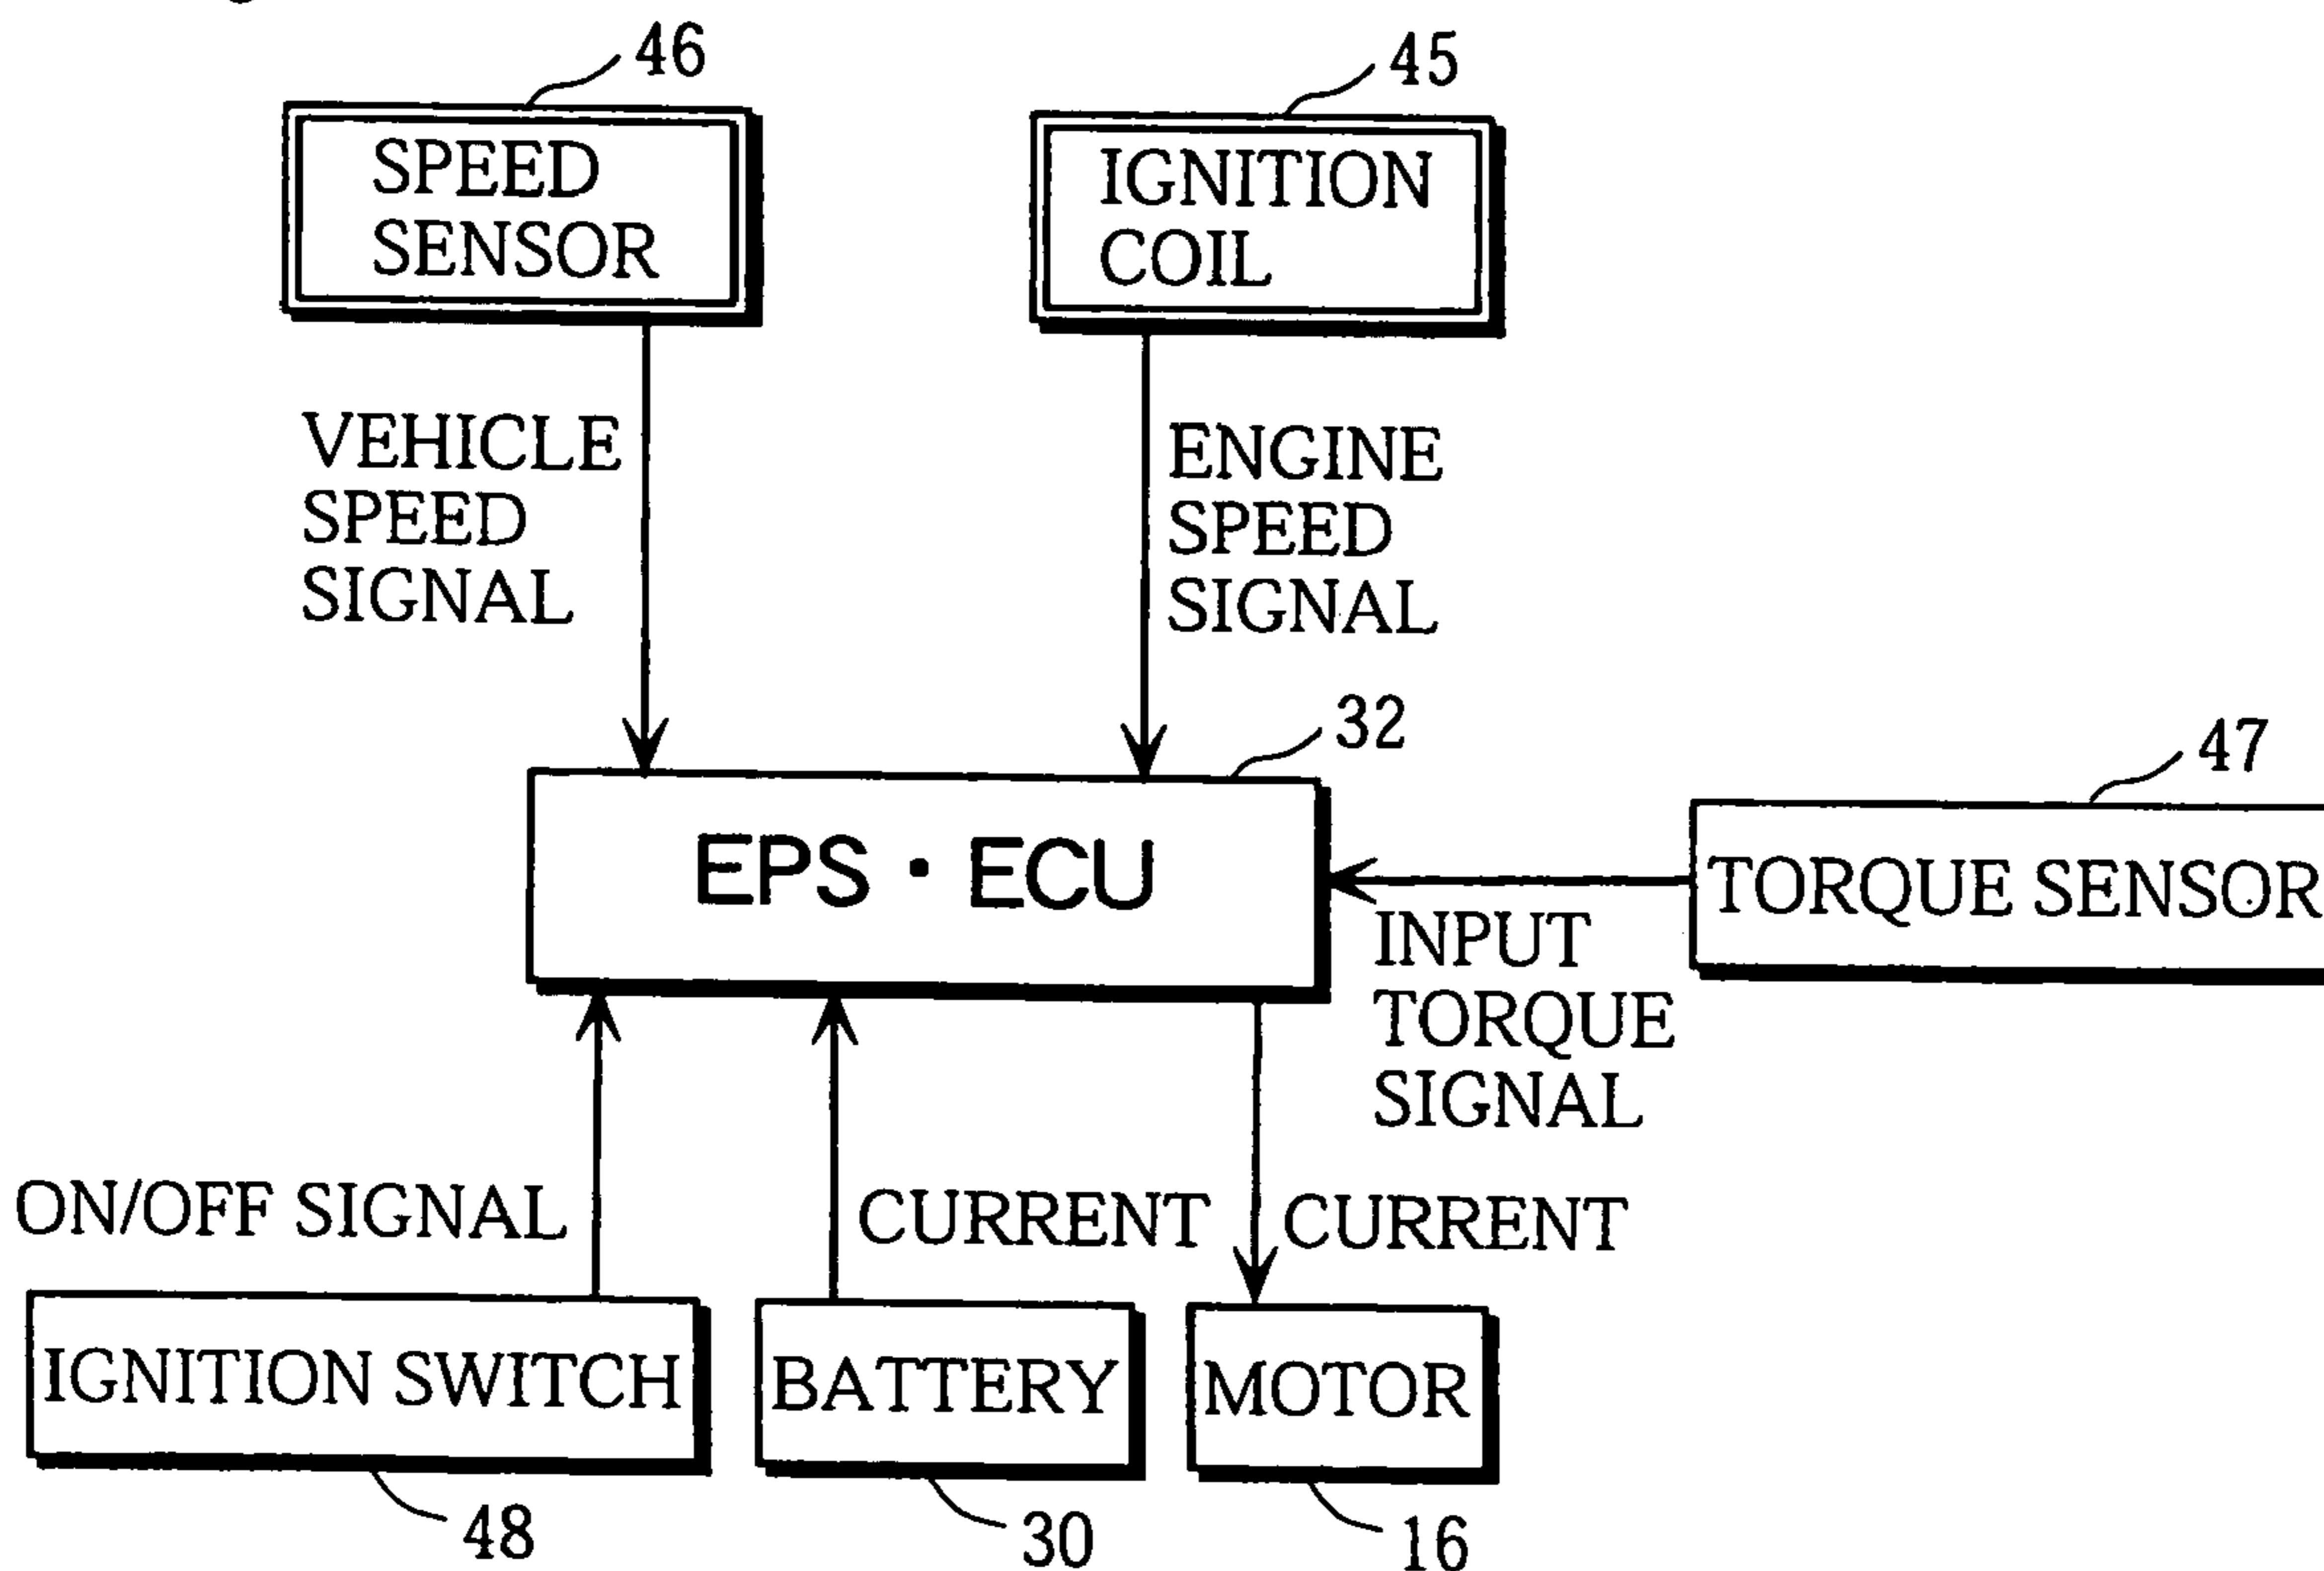 46
45
SPEED
SENSOR
IGNITION
COIL
VEHICLE
SPEED
SIGNAL
ENGINE
SPEED
SIGNAL
32
47
EPS・ECU
TORQUE SENSOR
INPUT
TORQUE
SIGNAL
ON/OFF SIGNAL
CURRENT
CURRENT
IGNITION SWITCH
BATTERY
MOTOR
48
30
16